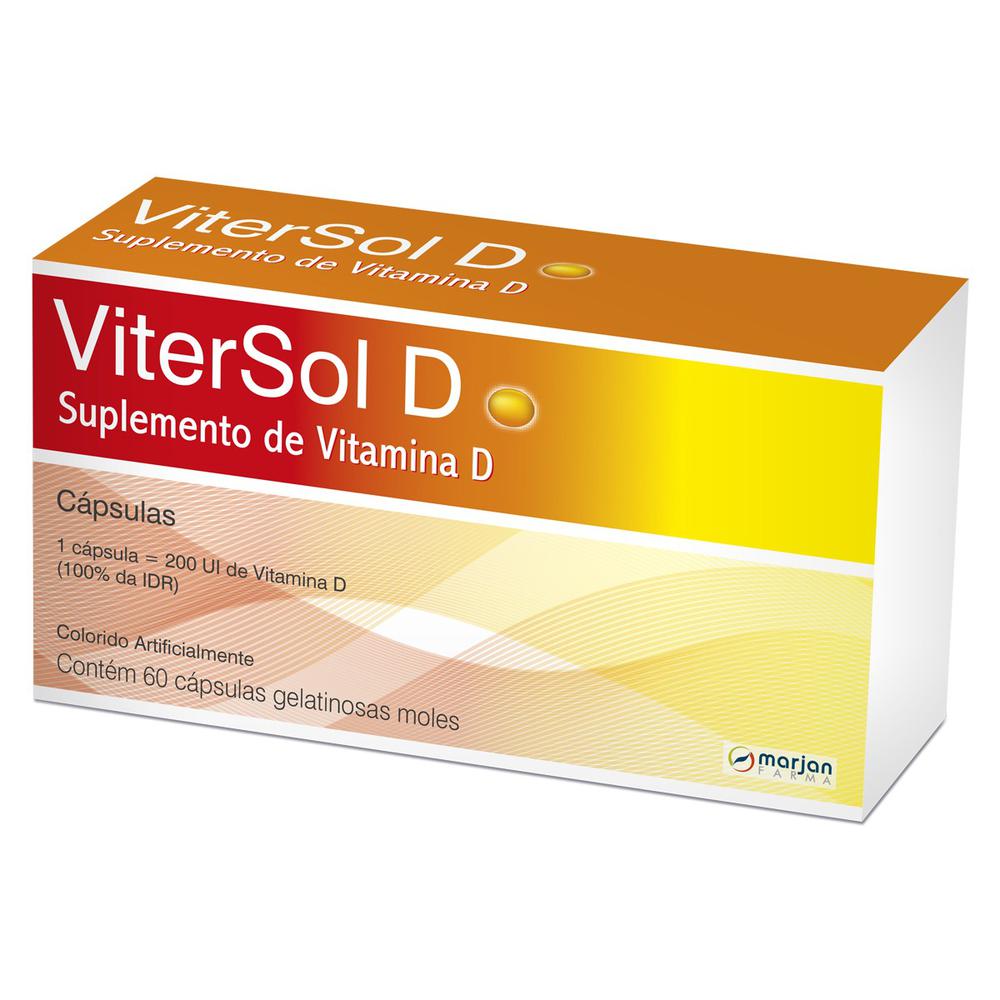 ViterSol D
Suplemento de Vitamina D
ViterSol D
Suplemento de Vitamina D
Cápsulas
1 cápsula = 200 UI de Vitamina D
(100% da IDR)
Colorido Artificialmente
Contém 60 cápsulas gelatinosas moles
marjan
FARMA